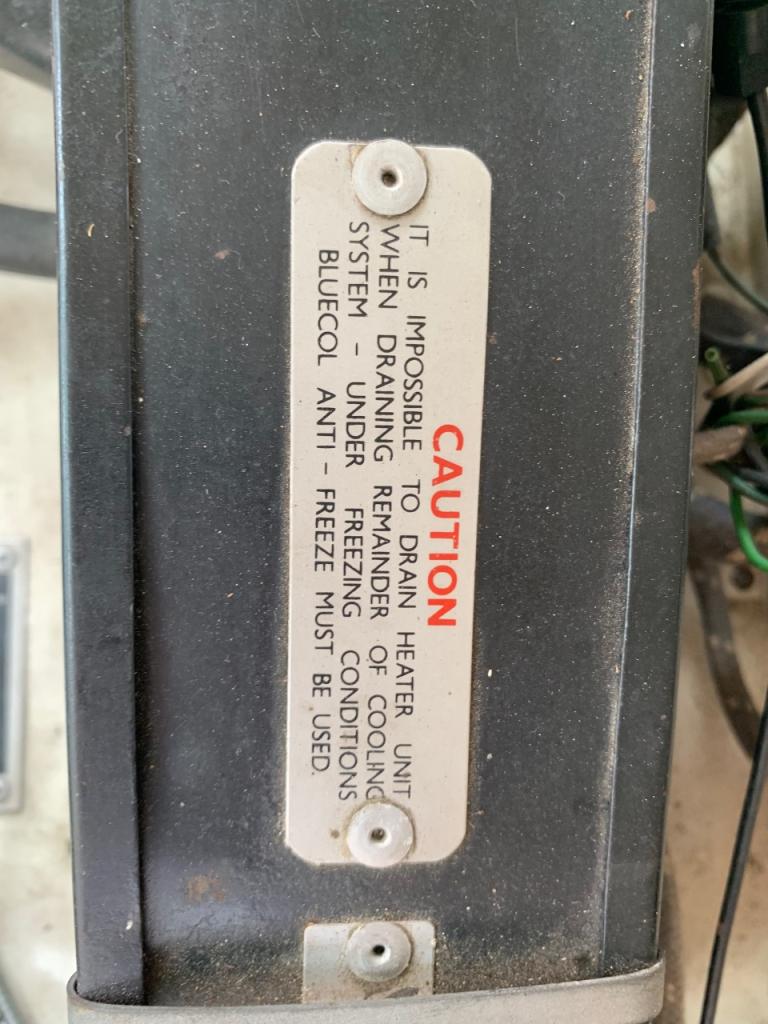 CAUTION
IT IS IMPOSSIBLE TO DRAIN HEATER UNIT
WHEN DRAINING REMAINDER OF COOLING
SYSTEM - UNDER FREEZING CONDITIONS
BLUECOL ANTI - FREEZE MUST BE USED.